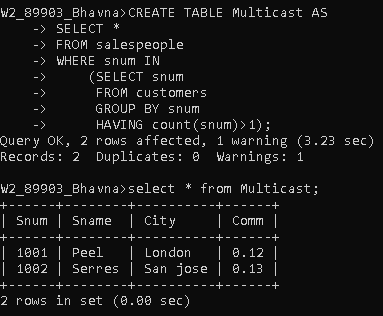 W2_89903_Bhavna>CREATE TABLE Multicast AS
    -> SELECT *
    -> FROM salespeople
    -> WHERE snum IN
    ->     (SELECT snum
    ->      FROM customers
    ->      GROUP BY snum
    ->      HAVING count(snum)>1);
Query OK, 2 rows affected, 1 warning (3.23 sec)
Records: 2  Duplicates: 0  Warnings: 1

W2_89903_Bhavna>select * from Multicast;
+------+--------+----------+------+
| Snum | Sname  | City     | Comm |
+------+--------+----------+------+
| 1001 | Peel   | London   | 0.12 |
| 1002 | Serres | San jose | 0.13 |
+------+--------+----------+------+
2 rows in set (0.00 sec)